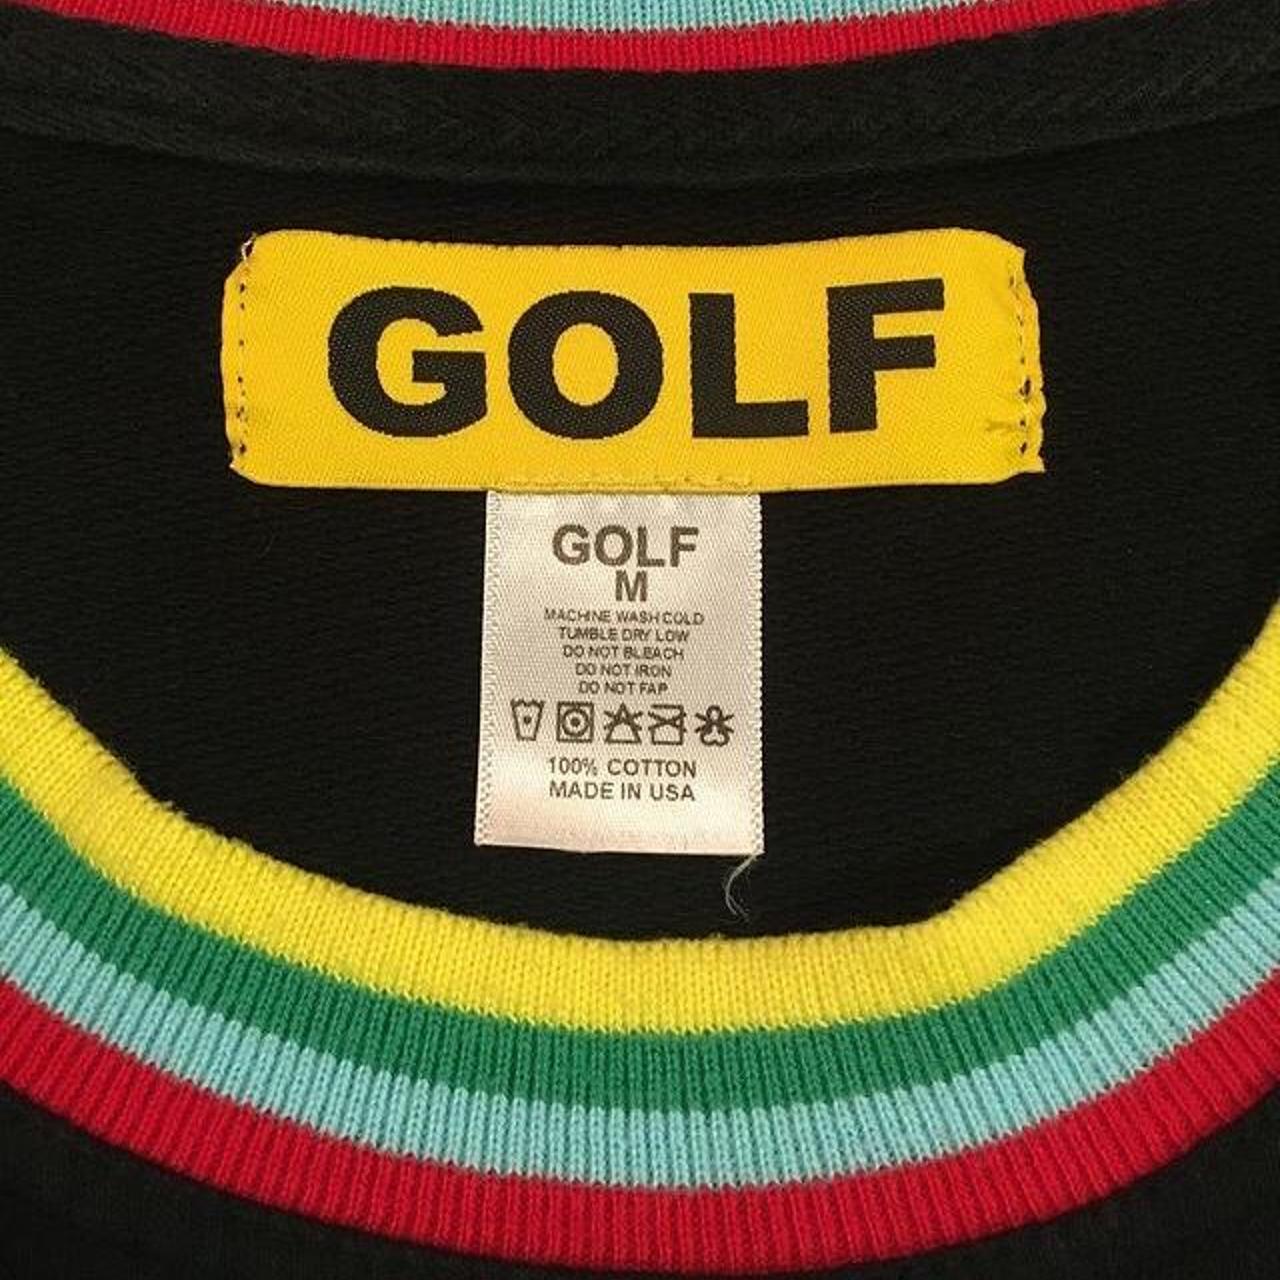 GOLF
GOLF
M
MACHINE WASH COLD
TUMBLE DRY LOW
DO NOT BLEACH
DO NOT IRON
DO NOT FAP
100% COTTON
MADE IN USA